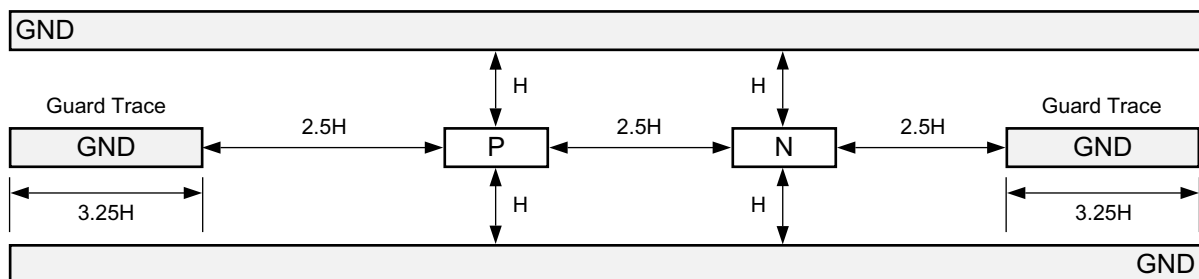 GND
H H
Guard Trace Guard Trace
2.5H 2.5H 2.5H
GND P N GND
3.25H H H 3.25H
GND